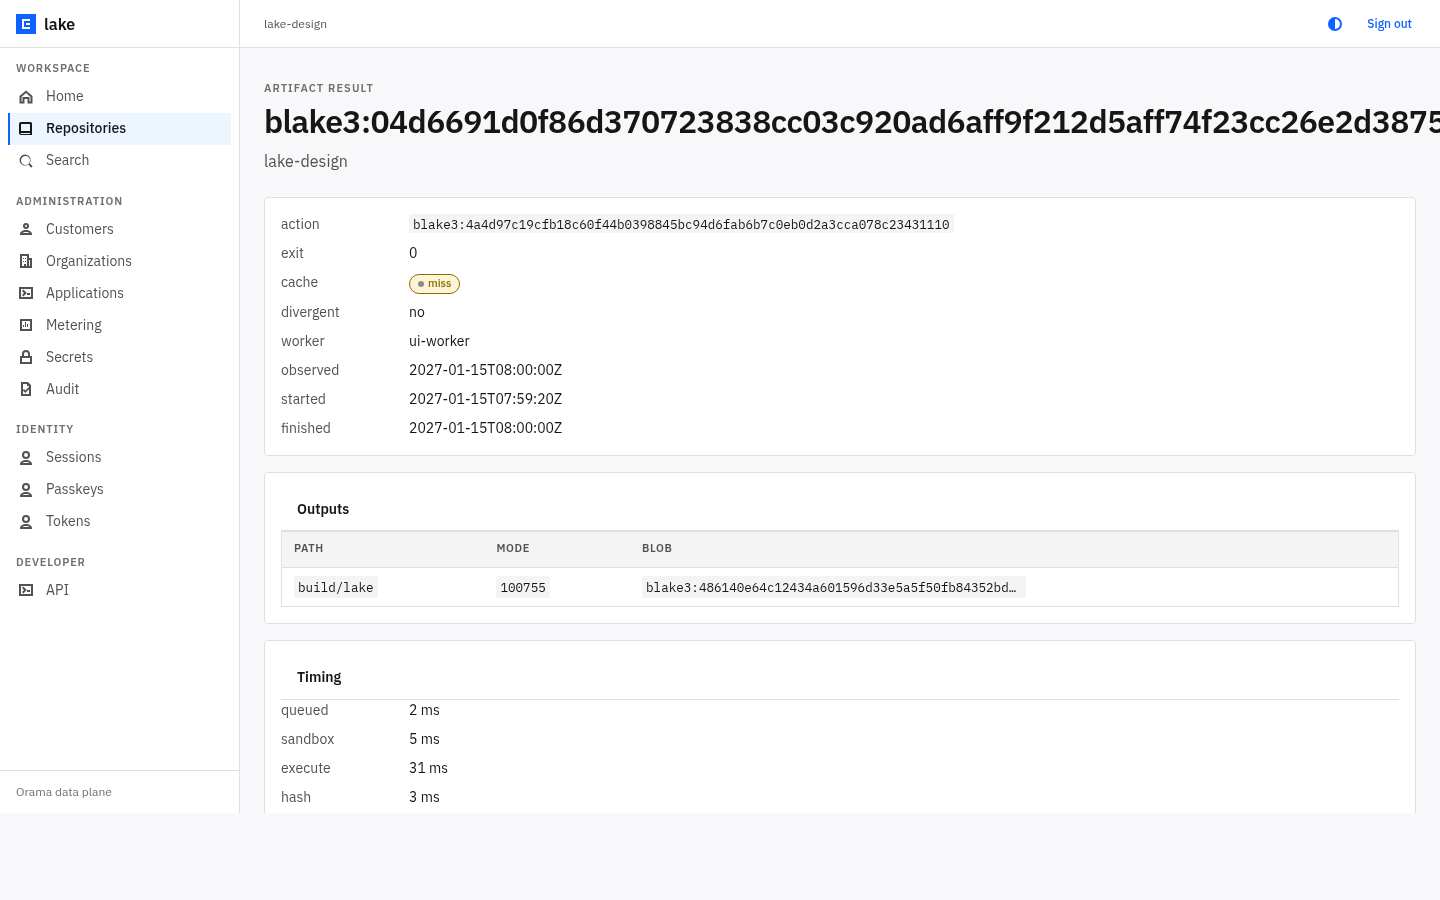 lake
lake-design
Sign out
WORKSPACE
Home
Repositories
Search
ADMINISTRATION
Customers
Organizations
Applications
Metering
Secrets
Audit
IDENTITY
Sessions
Passkeys
Tokens
DEVELOPER
API
Orama data plane
ARTIFACT RESULT
blake3:04d6691d0f86d370723838cc03c920ad6aff9f212d5aff74f23cc26e2d3875
lake-design
action blake3:4a4d97c19cfb18c60f44b0398845bc94d6fab6b7c0eb0d2a3cca078c23431110
exit 0
cache miss
divergent no
worker ui-worker
observed 2027-01-15T08:00:00Z
started 2027-01-15T07:59:20Z
finished 2027-01-15T08:00:00Z
Outputs
PATH MODE BLOB
build/lake 100755 blake3:486140e64c12434a601596d33e5a5f50fb84352bd…
Timing
queued 2 ms
sandbox 5 ms
execute 31 ms
hash 3 ms